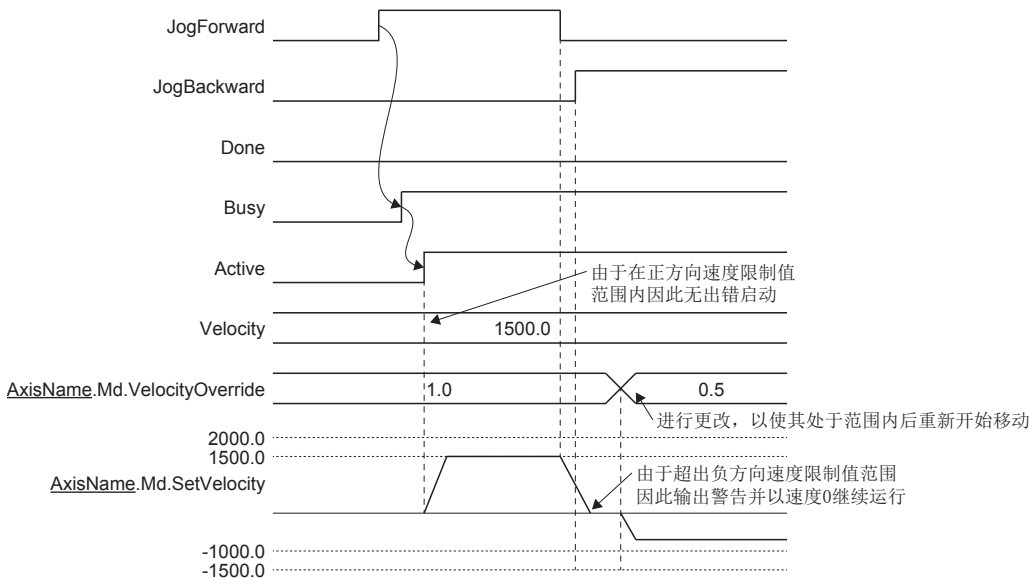 JogForward
JogBackward
Done
Busy
Active
由于在正方向速度限制值
范围内因此无出错启动
Velocity
1500.0
AxisName.Md.VelocityOverride
1.0
0.5
进行更改，以使其处于范围内后重新开始移动
2000.0
1500.0
AxisName.Md.SetVelocity
由于超出负方向速度限制值范围
因此输出警告并以速度0继续运行
-1000.0
-1500.0